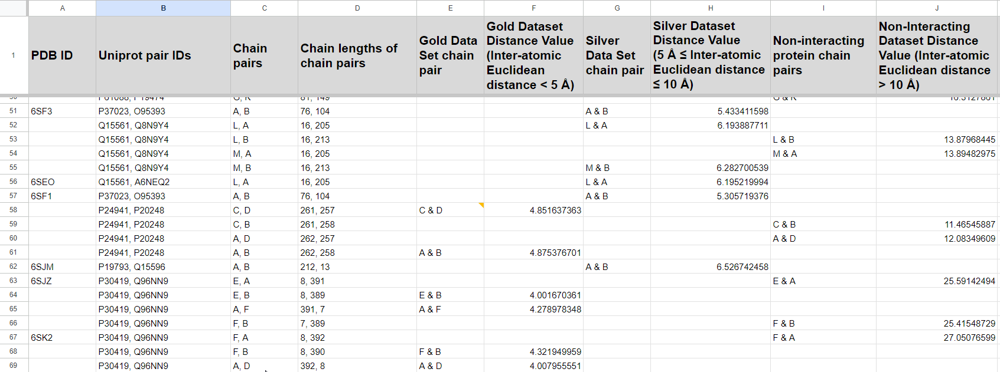 A B C D E F G H I J
1 PDB ID Uniprot pair IDs Chain pairs Chain lengths of chain pairs Gold Data Set chain pair Gold Dataset Distance Value (Inter-atomic Euclidean distance < 5 Å) Silver Data Set chain pair Silver Dataset Distance Value (5 Å ≤ Inter-atomic Euclidean distance ≤ 10 Å) Non-interacting protein chain pairs Non-Interacting Dataset Distance Value (Inter-atomic Euclidean distance > 10 Å)
51 6SF3 P37023, O95393 A, B 76, 104 A & B 5.433411598
52 Q15561, Q8N9Y4 L, A 16, 205 L & A 6.193887711
53 Q15561, Q8N9Y4 L, B 16, 213 L & B 13.87968445
54 Q15561, Q8N9Y4 M, A 16, 205 M & A 13.89482975
55 Q15561, Q8N9Y4 M, B 16, 213 M & B 6.282700539
56 6SEO Q15561, A6NEQ2 L, A 16, 205 L & A 6.195219994
57 6SF1 P37023, O95393 A, B 76, 104 A & B 5.305719376
58 P24941, P20248 C, D 261, 257 C & D 4.851637363
59 P24941, P20248 C, B 261, 258 C & B 11.46545887
60 P24941, P20248 A, D 262, 257 A & D 12.08349609
61 P24941, P20248 A, B 262, 258 A & B 4.875376701
62 6SJM P19793, Q15596 A, B 212, 13 A & B 6.526742458
63 6SJZ P30419, Q96NN9 E, A 8, 391 E & A 25.59142494
64 P30419, Q96NN9 E, B 8, 389 E & B 4.001670361
65 P30419, Q96NN9 A, F 391, 7 A & F 4.278978348
66 P30419, Q96NN9 F, B 7, 389 F & B 25.41548729
67 6SK2 P30419, Q96NN9 F, A 8, 392 F & A 27.05076599
68 P30419, Q96NN9 F, B 8, 390 F & B 4.321949959
69 P30419, Q96NN9 A, D 392, 8 A & D 4.007955551